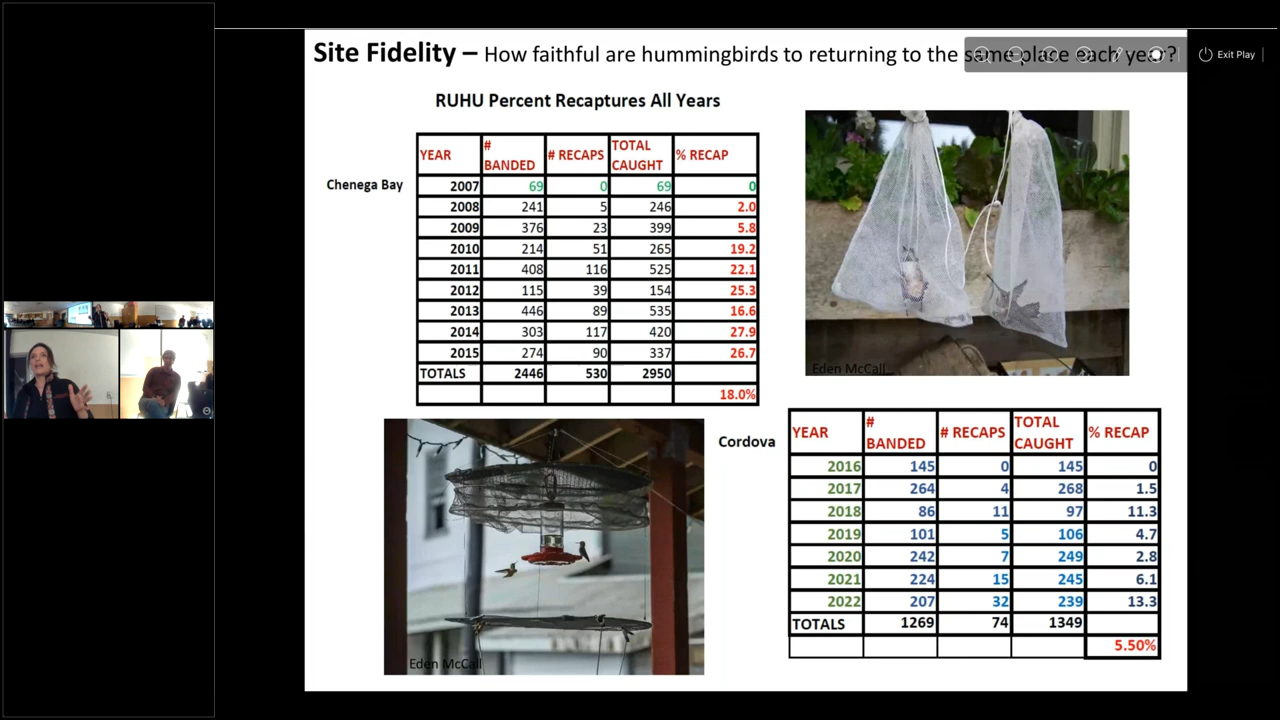 Site Fidelity – How faithful are hummingbirds to returning to the same place each year?
Exit Play
RUHU Percent Recaptures All Years
Chenega Bay
YEAR # BANDED # RECAPS TOTAL CAUGHT % RECAP
2007 69 0 69 0
2008 241 5 246 2.0
2009 376 23 399 5.8
2010 214 51 265 19.2
2011 408 116 525 22.1
2012 115 39 154 25.3
2013 446 89 535 16.6
2014 303 117 420 27.9
2015 274 90 337 26.7
TOTALS 2446 530 2950
18.0%
Eden McCall
Cordova
YEAR # BANDED # RECAPS TOTAL CAUGHT % RECAP
2016 145 0 145 0
2017 264 4 268 1.5
2018 86 11 97 11.3
2019 101 5 106 4.7
2020 242 7 249 2.8
2021 224 15 245 6.1
2022 207 32 239 13.3
TOTALS 1269 74 1349
5.50%
Eden McCall